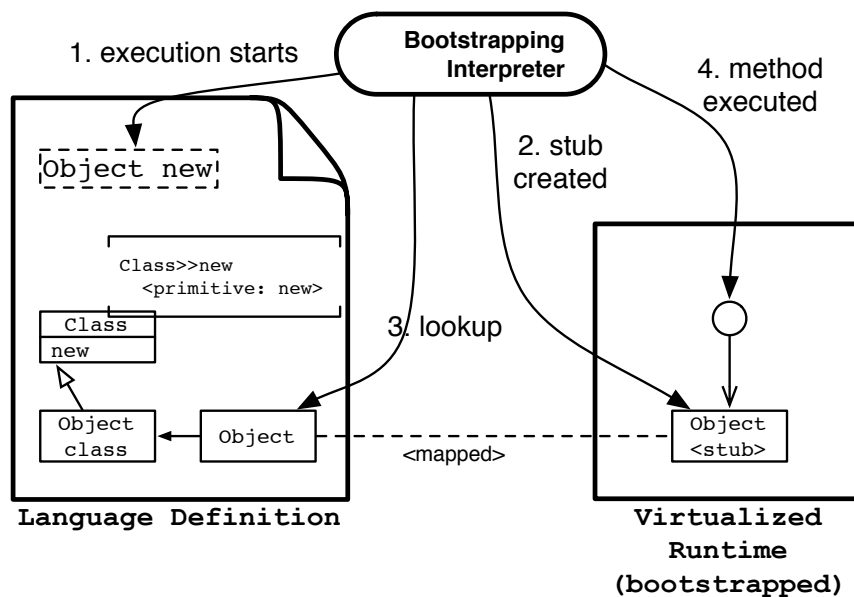 Bootstrapping
Interpreter
1. execution starts
4. method
executed
2. stub
created
Object new
Class>>new
<primitive: new>
3. lookup
Class
new
Object
class
Object
<mapped>
Object
<stub>
Language Definition
Virtualized
Runtime
(bootstrapped)